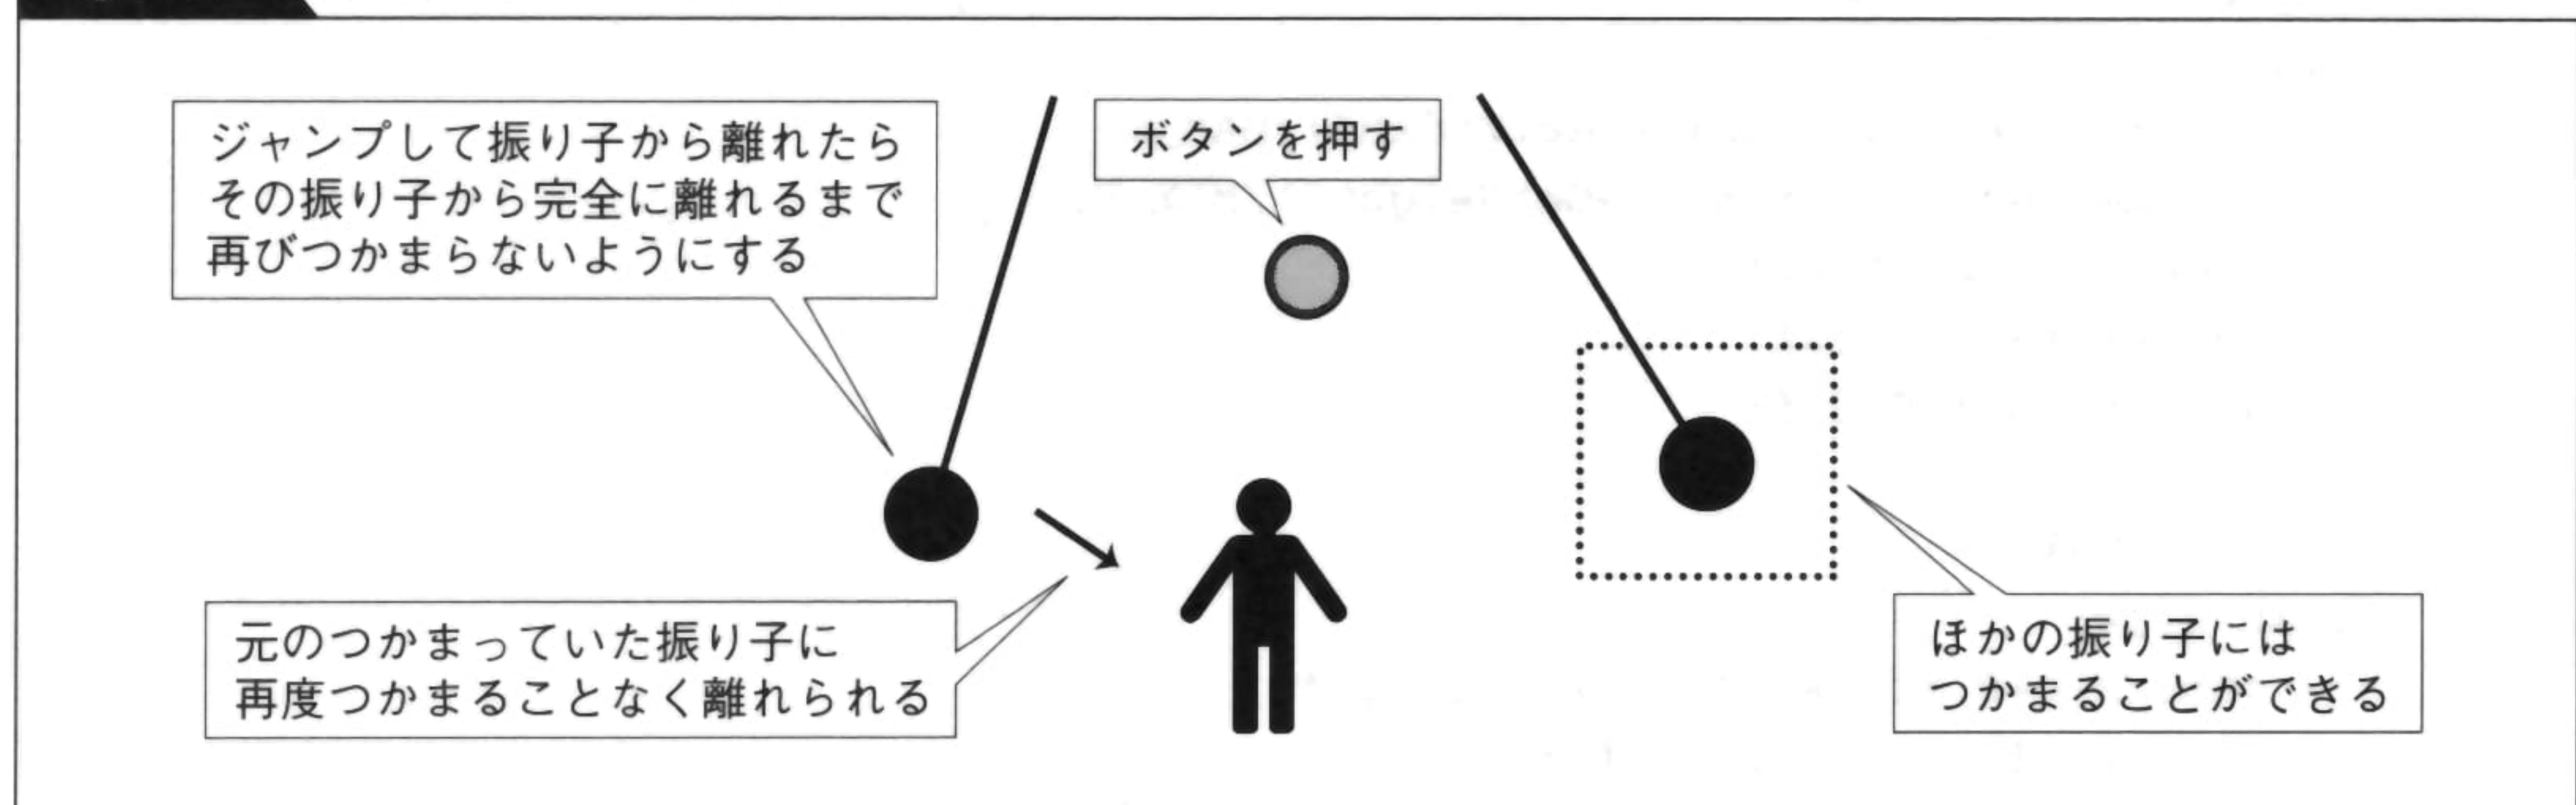 ジャンプして振り子から離れたら
その振り子から完全に離れるまで
再びつかまらないようにする
ボタンを押す
元のつかまっていた振り子に
再度つかまることなく離れられる
ほかの振り子には
つかまることができる